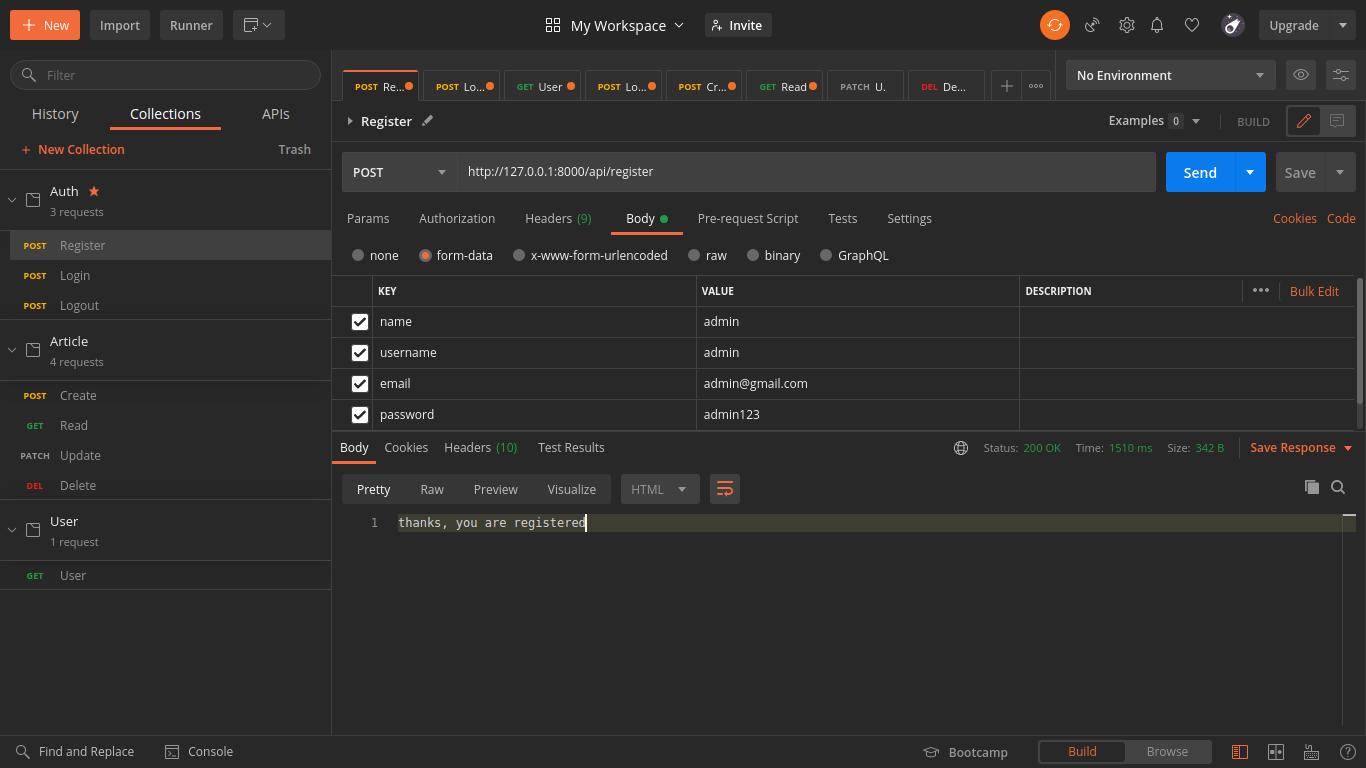 New Import Runner My Workspace Invite Upgrade
Filter
History Collections APIs
New Collection Trash
Auth
3 requests
POST Register
POST Login
POST Logout
Article
4 requests
POST Create
GET Read
PATCH Update
DEL Delete
User
1 request
GET User
POST Re... POST Lo... GET User POST Lo... POST Cr... GET Read PATCH U. DEL De... No Environment
Register Examples 0 BUILD
POST http://127.0.0.1:8000/api/register Send Save
Params Authorization Headers (9) Body Pre-request Script Tests Settings Cookies Code
none form-data x-www-form-urlencoded raw binary GraphQL
KEY VALUE DESCRIPTION Bulk Edit
name admin
username admin
email admin@gmail.com
password admin123
Body Cookies Headers (10) Test Results Status: 200 OK Time: 1510 ms Size: 342 B Save Response
Pretty Raw Preview Visualize HTML
1 thanks, you are registered
Find and Replace Console Bootcamp Build Browse